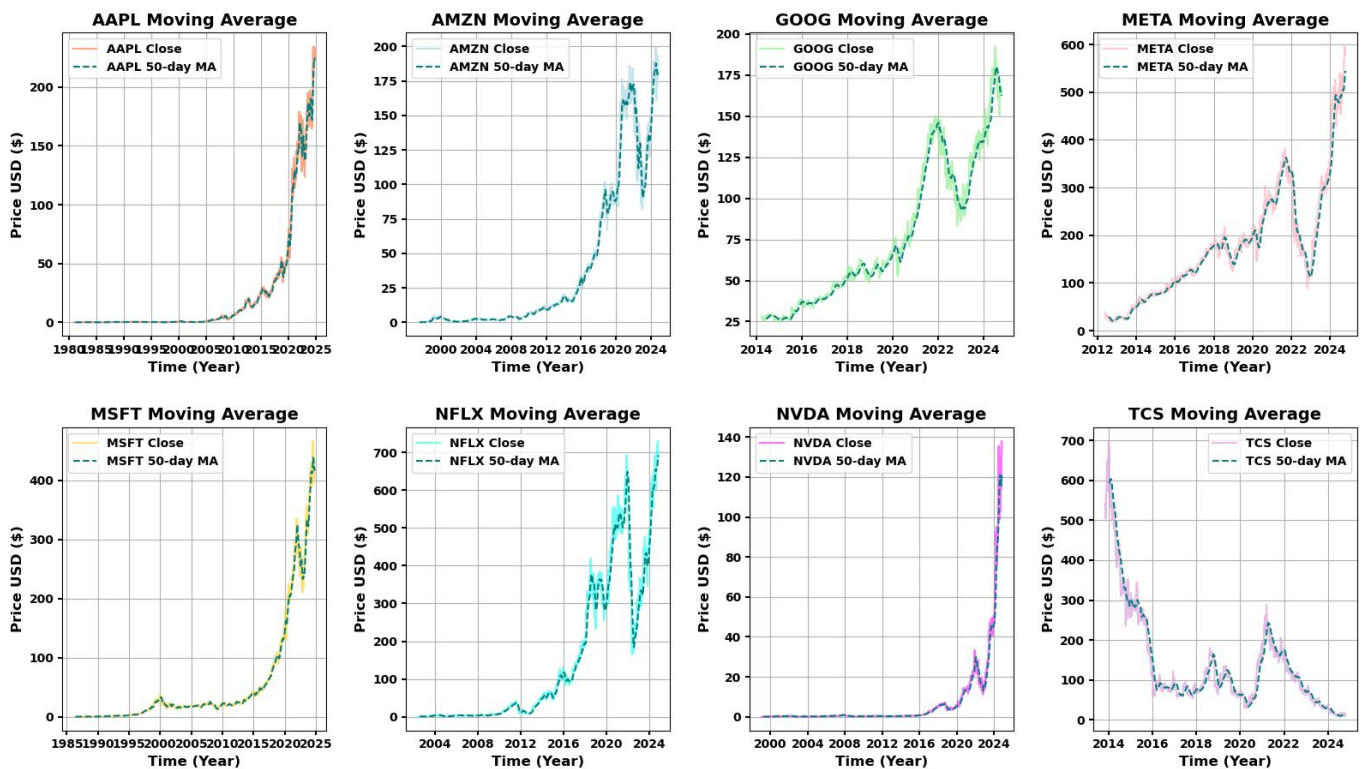 AAPL Moving Average
AAPL Close
AAPL 50-day MA
Price USD ($)
200
150
100
50
0
1980 1985 1990 1995 2000 2005 2010 2015 2020 2025
Time (Year)
AMZN Moving Average
AMZN Close
AMZN 50-day MA
Price USD ($)
200
175
150
125
100
75
50
25
0
2000 2004 2008 2012 2016 2020 2024
Time (Year)
GOOG Moving Average
GOOG Close
GOOG 50-day MA
Price USD ($)
200
175
150
125
100
75
50
25
2014 2016 2018 2020 2022 2024
Time (Year)
META Moving Average
META Close
META 50-day MA
Price USD ($)
600
500
400
300
200
100
0
2012 2014 2016 2018 2020 2022 2024
Time (Year)
MSFT Moving Average
MSFT Close
MSFT 50-day MA
Price USD ($)
400
300
200
100
0
1985 1990 1995 2000 2005 2010 2015 2020 2025
Time (Year)
NFLX Moving Average
NFLX Close
NFLX 50-day MA
Price USD ($)
700
600
500
400
300
200
100
0
2004 2008 2012 2016 2020 2024
Time (Year)
NVDA Moving Average
NVDA Close
NVDA 50-day MA
Price USD ($)
140
120
100
80
60
40
20
0
2000 2004 2008 2012 2016 2020 2024
Time (Year)
TCS Moving Average
TCS Close
TCS 50-day MA
Price USD ($)
700
600
500
400
300
200
100
0
2014 2016 2018 2020 2022 2024
Time (Year)